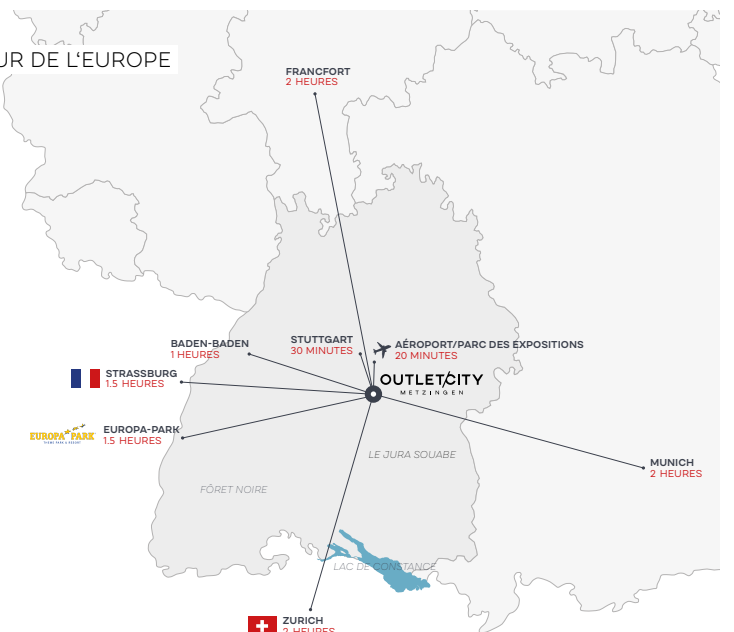 UR DE L'EUROPE
FRANCFORT
2 HEURES
BADEN-BADEN
1 HEURES
STUTTGART
30 MINUTES
AÉROPORT/PARC DES EXPOSITIONS
20 MINUTES
STRASSBURG
1.5 HEURES
OUTLETCITY
METZINGEN
EUROPA PARK
EUROPA-PARK
1.5 HEURES
LE JURA SOUABE
MUNICH
2 HEURES
FÔRET NOIRE
LAC DE CONSTANCE
ZURICH
2 HEURES